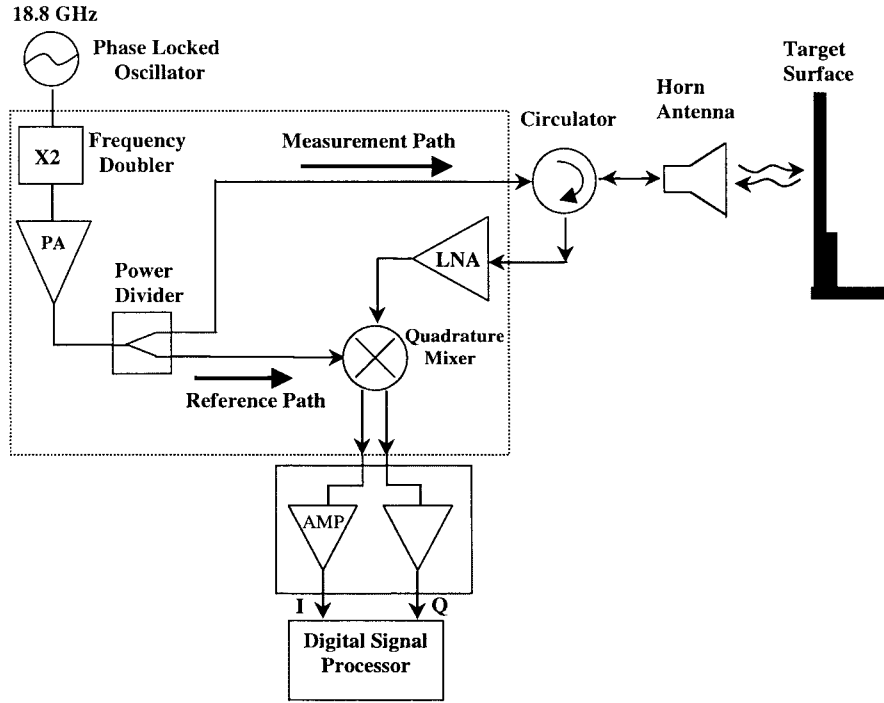 18.8 GHz
Phase Locked
Oscillator
Target
Surface
Horn
Antenna
Circulator
X2
Frequency
Doubler
Measurement Path
PA
LNA
Power
Divider
Quadrature
Mixer
Reference Path
AMP
I
Q
Digital Signal
Processor